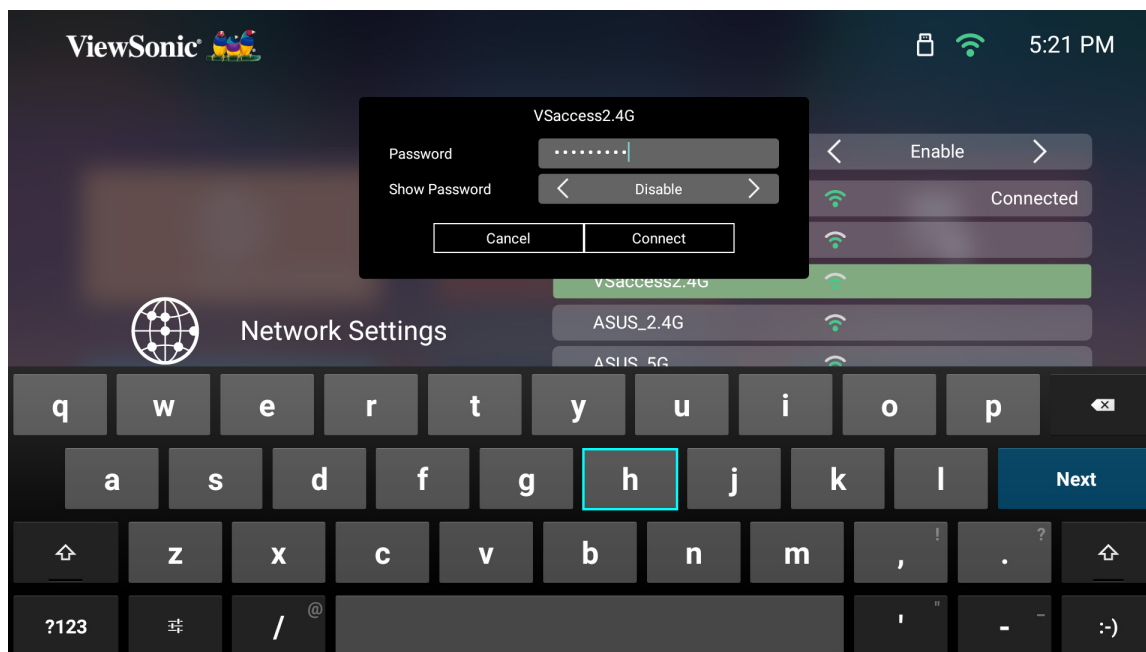 ViewSonic
5:21 PM
VSaccess2.4G
Password ·········
Show Password Disable
Cancel Connect
Enable
Connected
VSaccess2.4G
ASUS_2.4G
ASUS_5G
Network Settings
q w e r t y u i o p
a s d f g h j k l Next
z x c v b n m , ! . ?
?123 / @ ' " - _ :-)